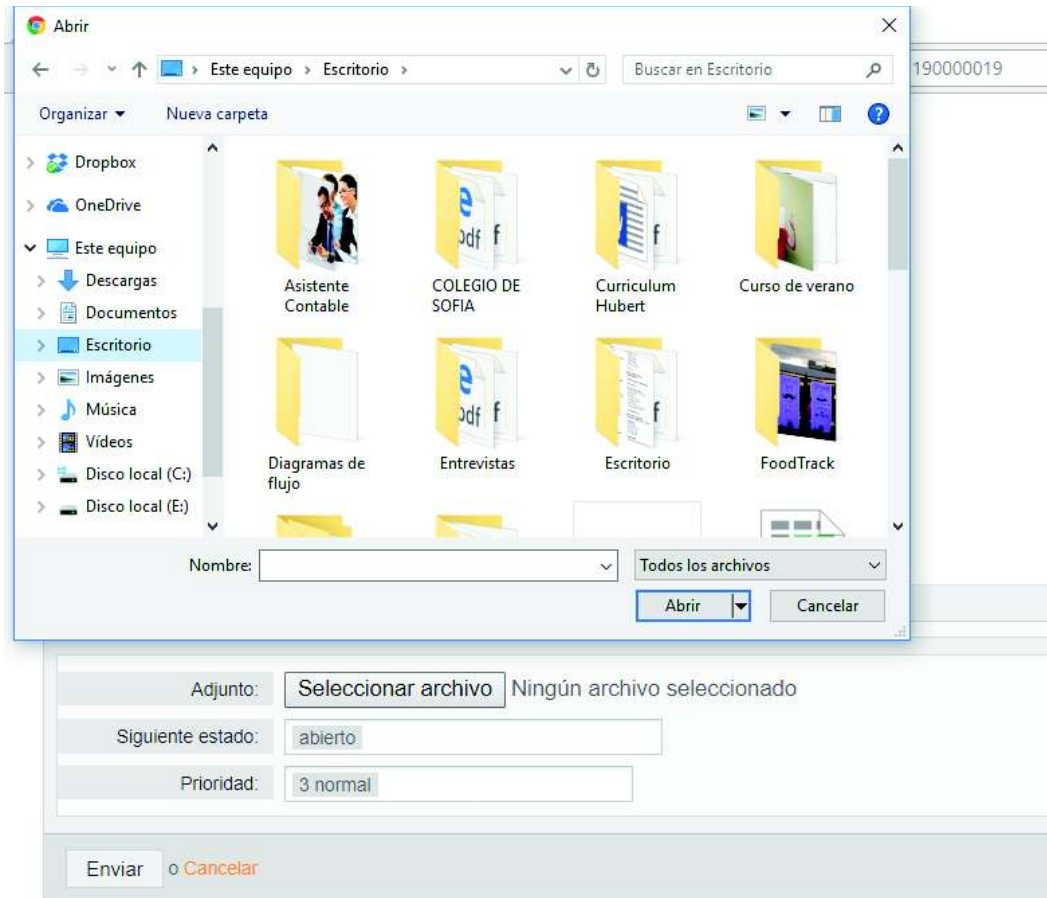 Abrir
Este equipo > Escritorio >
Buscar en Escritorio
190000019
Organizar
Nueva carpeta
Dropbox
OneDrive
Este equipo
Descargas
Documentos
Escritorio
Imágenes
Música
Vídeos
Disco local (C:)
Disco local (E:)
Asistente
Contable
COLEGIO DE
SOFIA
Curriculum
Hubert
Curso de verano
Diagramas de
flujo
Entrevistas
Escritorio
FoodTrack
Nombre:
Todos los archivos
Abrir
Cancelar
Adjunto:
Seleccionar archivo
Ningún archivo seleccionado
Siguiente estado:
abierto
Prioridad:
3 normal
Enviar
o Cancelar